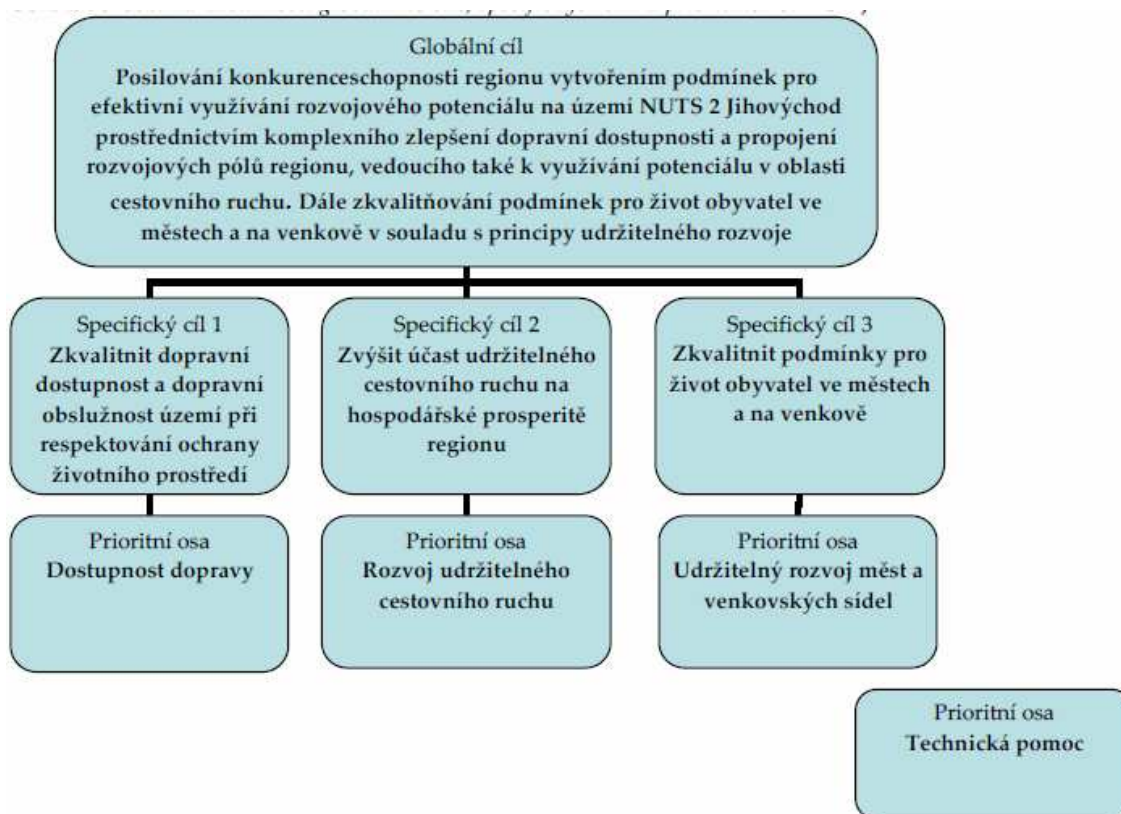 Globální cíl
Posilování konkurenceschopnosti regionu vytvořením podmínek pro
efektivní využívání rozvojového potenciálu na území NUTS 2 Jihovýchod
prostřednictvím komplexního zlepšení dopravní dostupnosti a propojení
rozvojových pólů regionu, vedoucího také k využívání potenciálu v oblasti
cestovního ruchu. Dále zkvalitňování podmínek pro život obyvatel ve
městech a na venkově v souladu s principy udržitelného rozvoje
Specifický cíl 1
Zkvalitnit dopravní
dostupnost a dopravní
obslužnost území při
respektování ochrany
životního prostředí
Specifický cíl 2
Zvýšit účast udržitelného
cestovního ruchu na
hospodářské prosperitě
regionu
Specifický cíl 3
Zkvalitnit podmínky pro
život obyvatel ve městech
a na venkově
Prioritní osa
Dostupnost dopravy
Prioritní osa
Rozvoj udržitelného
cestovního ruchu
Prioritní osa
Udržitelný rozvoj měst a
venkovských sídel
Prioritní osa
Technická pomoc